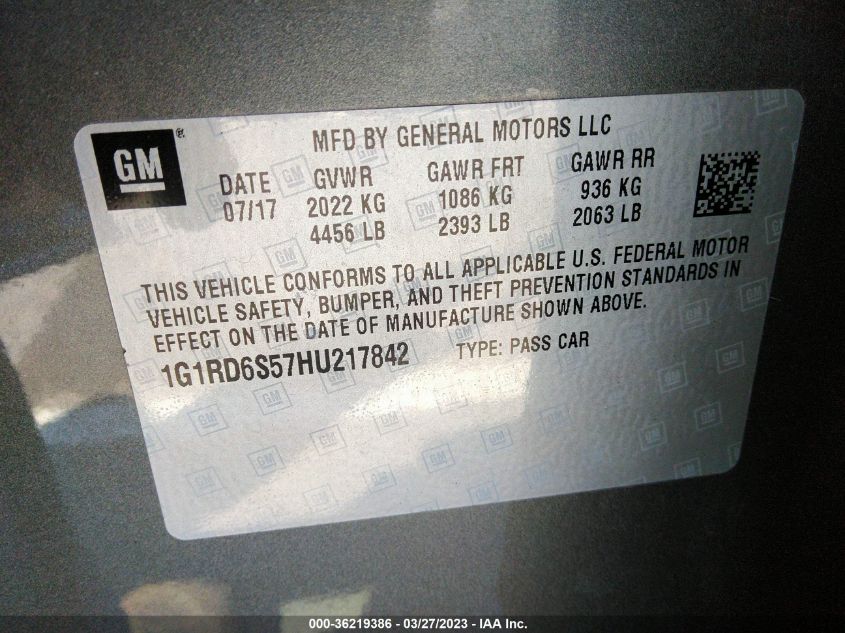 GM ®
MFD BY GENERAL MOTORS LLC
DATE GVWR GAWR FRT GAWR RR
07/17 2022 KG 1086 KG 936 KG
4456 LB 2393 LB 2063 LB
THIS VEHICLE CONFORMS TO ALL APPLICABLE U.S. FEDERAL MOTOR
VEHICLE SAFETY, BUMPER, AND THEFT PREVENTION STANDARDS IN
EFFECT ON THE DATE OF MANUFACTURE SHOWN ABOVE.
1G1RD6S57HU217842 TYPE: PASS CAR
000-36219386 - 03/27/2023 - IAA Inc.